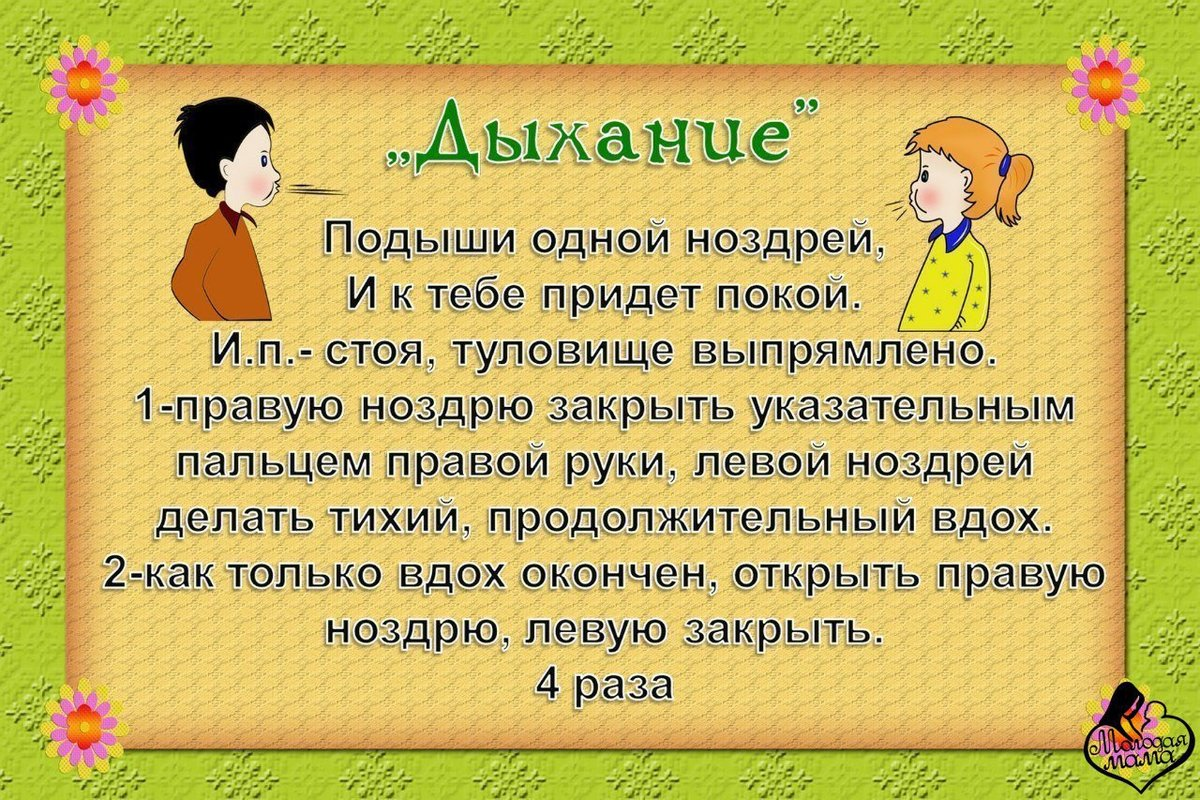 „Дыхание”
Подыши одной ноздрей,
И к тебе придет покой.
И.п.- стоя, туловище выпрямлено.
1-правую ноздрю закрыть указательным
пальцем правой руки, левой ноздрей
делать тихий, продолжительный вдох.
2-как только вдох окончен, открыть правую
ноздрю, левую закрыть.
4 раза
Молодая
мама